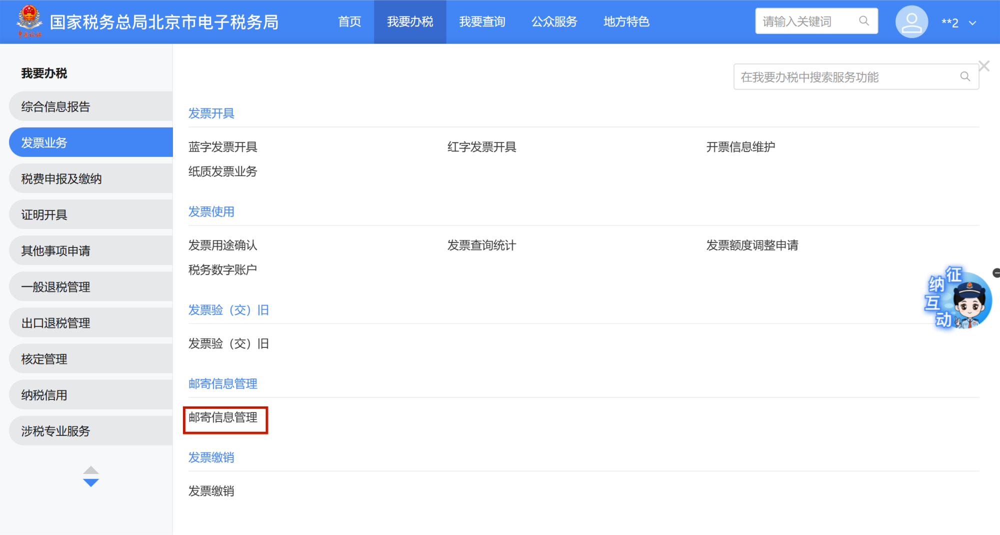 国家税务总局北京市电子税务局
首页
我要办税
我要查询
公众服务
地方特色
请输入关键词
**2
我要办税
综合信息报告
发票业务
税费申报及缴纳
证明开具
其他事项申请
一般退税管理
出口退税管理
核定管理
纳税信用
涉税专业服务
在我要办税中搜索服务功能
发票开具
蓝字发票开具
红字发票开具
开票信息维护
纸质发票业务
发票使用
发票用途确认
发票查询统计
发票额度调整申请
税务数字账户
发票验（交）旧
发票验（交）旧
邮寄信息管理
邮寄信息管理
发票缴销
发票缴销
征纳互动